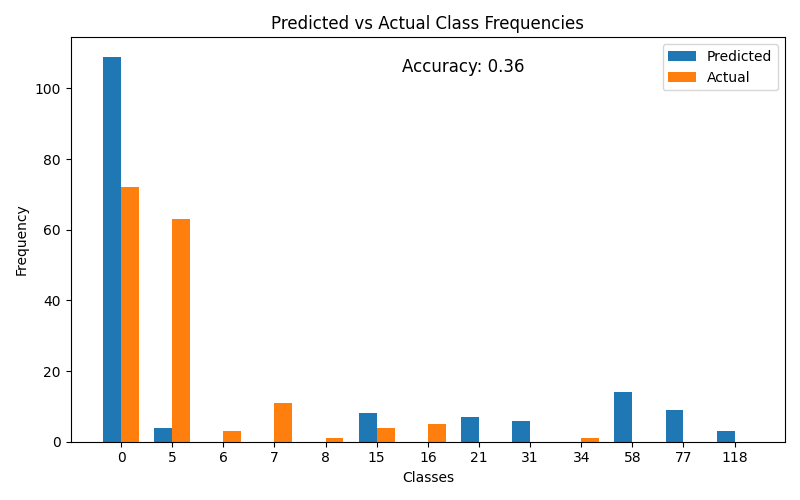 Predicted vs Actual Class Frequencies
Accuracy: 0.36
Predicted
Actual
Frequency
100
80
60
40
20
0
0 5 6 7 8 15 16 21 31 34 58 77 118
Classes